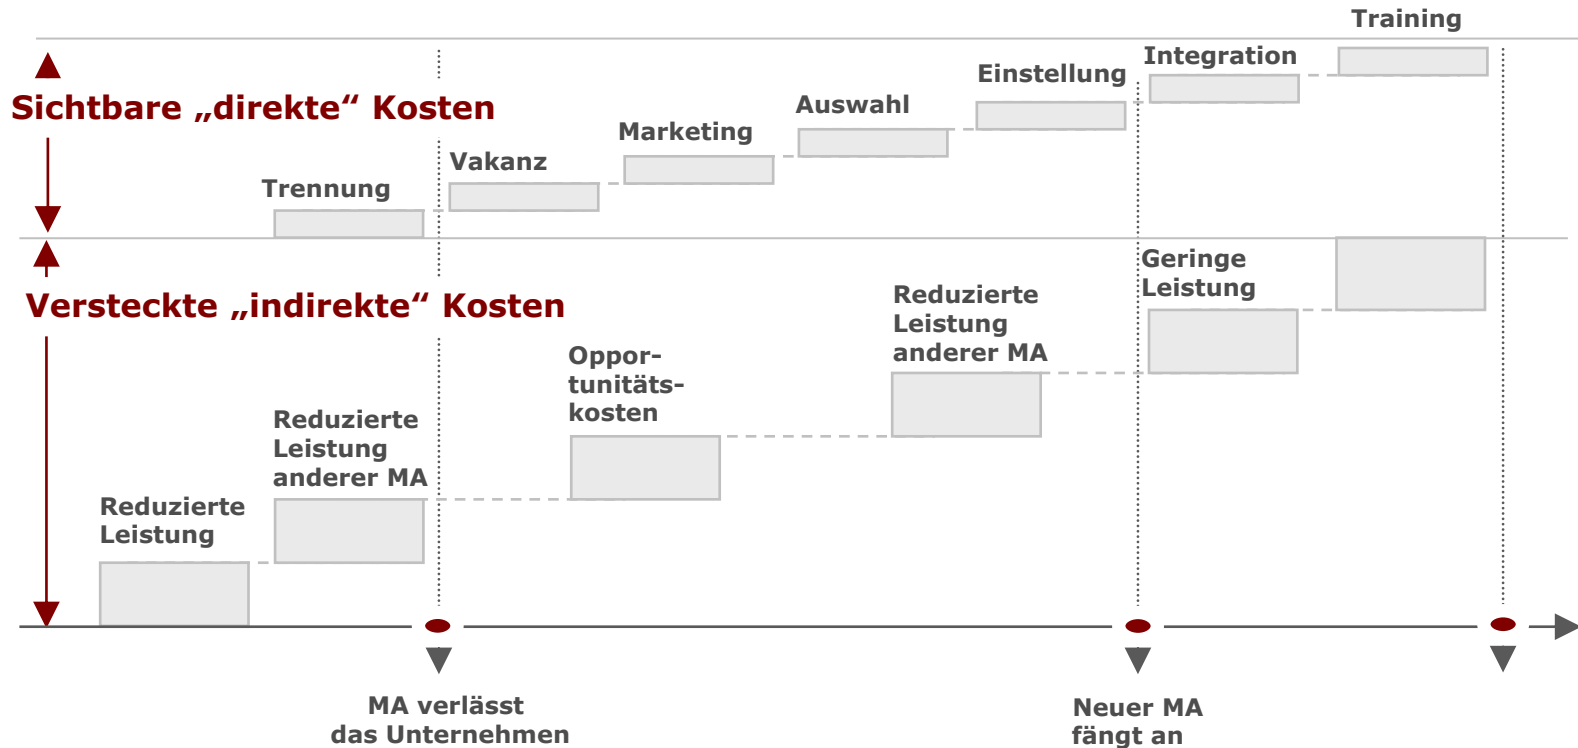 Training
Integration
Einstellung
Auswahl
Sichtbare „direkte“ Kosten
Marketing
Vakanz
Trennung
Geringe
Leistung
Versteckte „indirekte“ Kosten
Reduzierte
Leistung
anderer MA
Oppor-
tunitäts-
kosten
Reduzierte
Leistung
anderer MA
Reduzierte
Leistung
MA verlässt
das Unternehmen
Neuer MA
fängt an